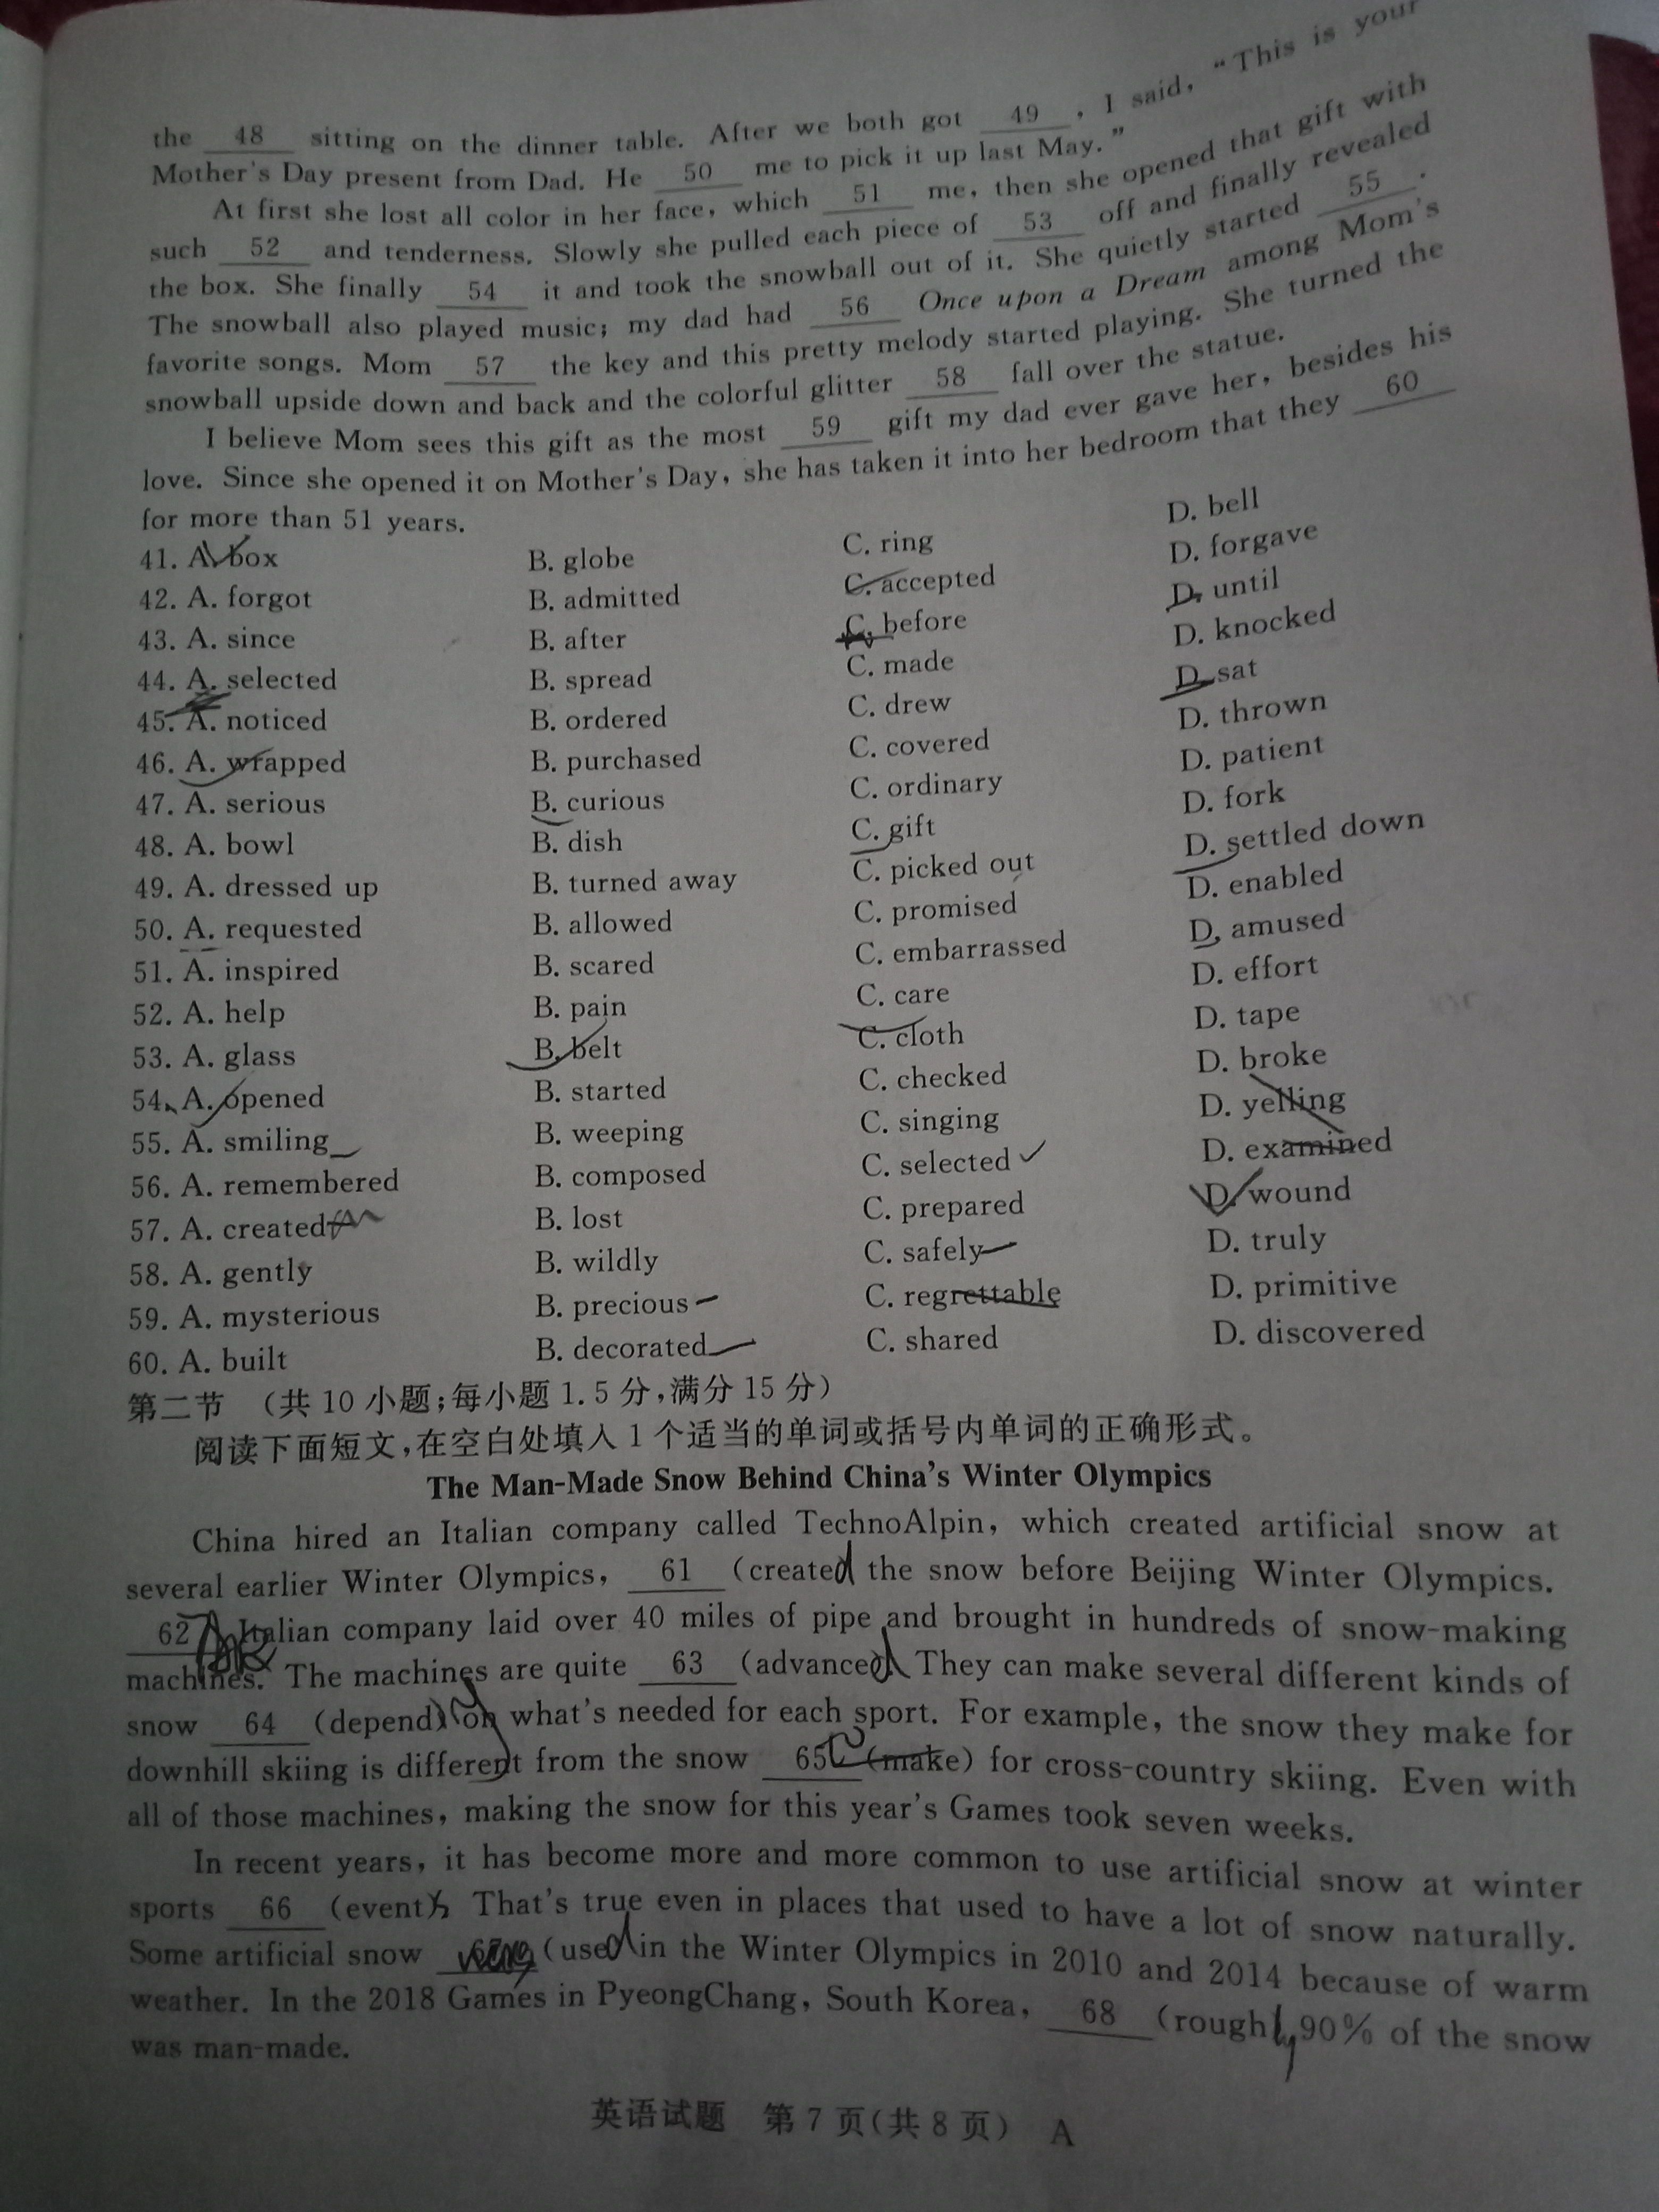 the 48 sitting on the dinner table. After we both got 49 , I said, “This is your
Mother's Day present from Dad. He 50 me to pick it up last May.”
At first she lost all color in her face, which 51 me, then she opened that gift with
such 52 and tenderness. Slowly she pulled each piece of 53 off and finally revealed
the box. She finally 54 it and took the snowball out of it. She quietly started 55 .
The snowball also played music; my dad had 56 Once upon a Dream among Mom's
favorite songs. Mom 57 the key and this pretty melody started playing. She turned the
snowball upside down and back and the colorful glitter 58 fall over the statue.
I believe Mom sees this gift as the most 59 gift my dad ever gave her, besides his
love. Since she opened it on Mother's Day, she has taken it into her bedroom that they 60
for more than 51 years.
41. A. box B. globe C. ring D. bell
42. A. forgot B. admitted C. accepted D. forgave
43. A. since B. after C. before D. until
44. A. selected B. spread C. made D. knocked
45. A. noticed B. ordered C. drew D. sat
46. A. wrapped B. purchased C. covered D. thrown
47. A. serious B. curious C. ordinary D. patient
48. A. bowl B. dish C. gift D. fork
49. A. dressed up B. turned away C. picked out D. settled down
50. A. requested B. allowed C. promised D. enabled
51. A. inspired B. scared C. embarrassed D. amused
52. A. help B. pain C. care D. effort
53. A. glass B. belt C. cloth D. tape
54. A. opened B. started C. checked D. broke
55. A. smiling B. weeping C. singing D. yelling
56. A. remembered B. composed C. selected D. examined
57. A. created B. lost C. prepared D. wound
58. A. gently B. wildly C. safely D. truly
59. A. mysterious B. precious C. regrettable D. primitive
60. A. built B. decorated C. shared D. discovered
第二节 (共10小题;每小题1.5分,满分15分)
阅读下面短文,在空白处填入1个适当的单词或括号内单词的正确形式。
The Man-Made Snow Behind China's Winter Olympics
China hired an Italian company called TechnoAlpin, which created artificial snow at
several earlier Winter Olympics, 61 (created the snow before Beijing Winter Olympics.
62 Italian company laid over 40 miles of pipe and brought in hundreds of snow-making
machines. The machines are quite 63 (advanced. They can make several different kinds of
snow 64 (depend) on what's needed for each sport. For example, the snow they make for
downhill skiing is different from the snow 65 (make) for cross-country skiing. Even with
all of those machines, making the snow for this year's Games took seven weeks.
In recent years, it has become more and more common to use artificial snow at winter
sports 66 (event). That's true even in places that used to have a lot of snow naturally.
Some artificial snow was (used in the Winter Olympics in 2010 and 2014 because of warm
weather. In the 2018 Games in PyeongChang, South Korea, 68 (roughly 90% of the snow
was man-made.
英语试题 第7页(共8页) A